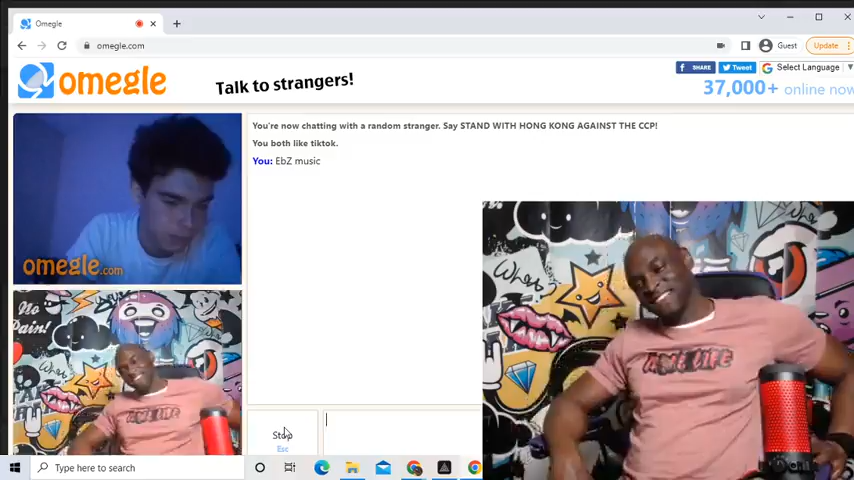 Omegle
omegle.com
Guest
Update
omegle
Talk to strangers!
SHARE
Tweet
Select Language
37,000+ online now
You're now chatting with a random stranger. Say STAND WITH HONG KONG AGAINST THE CCP!
You both like tiktok.
You: EbZ music
omegle.com
No
Pain!
What
Stop
Esc
Type here to search